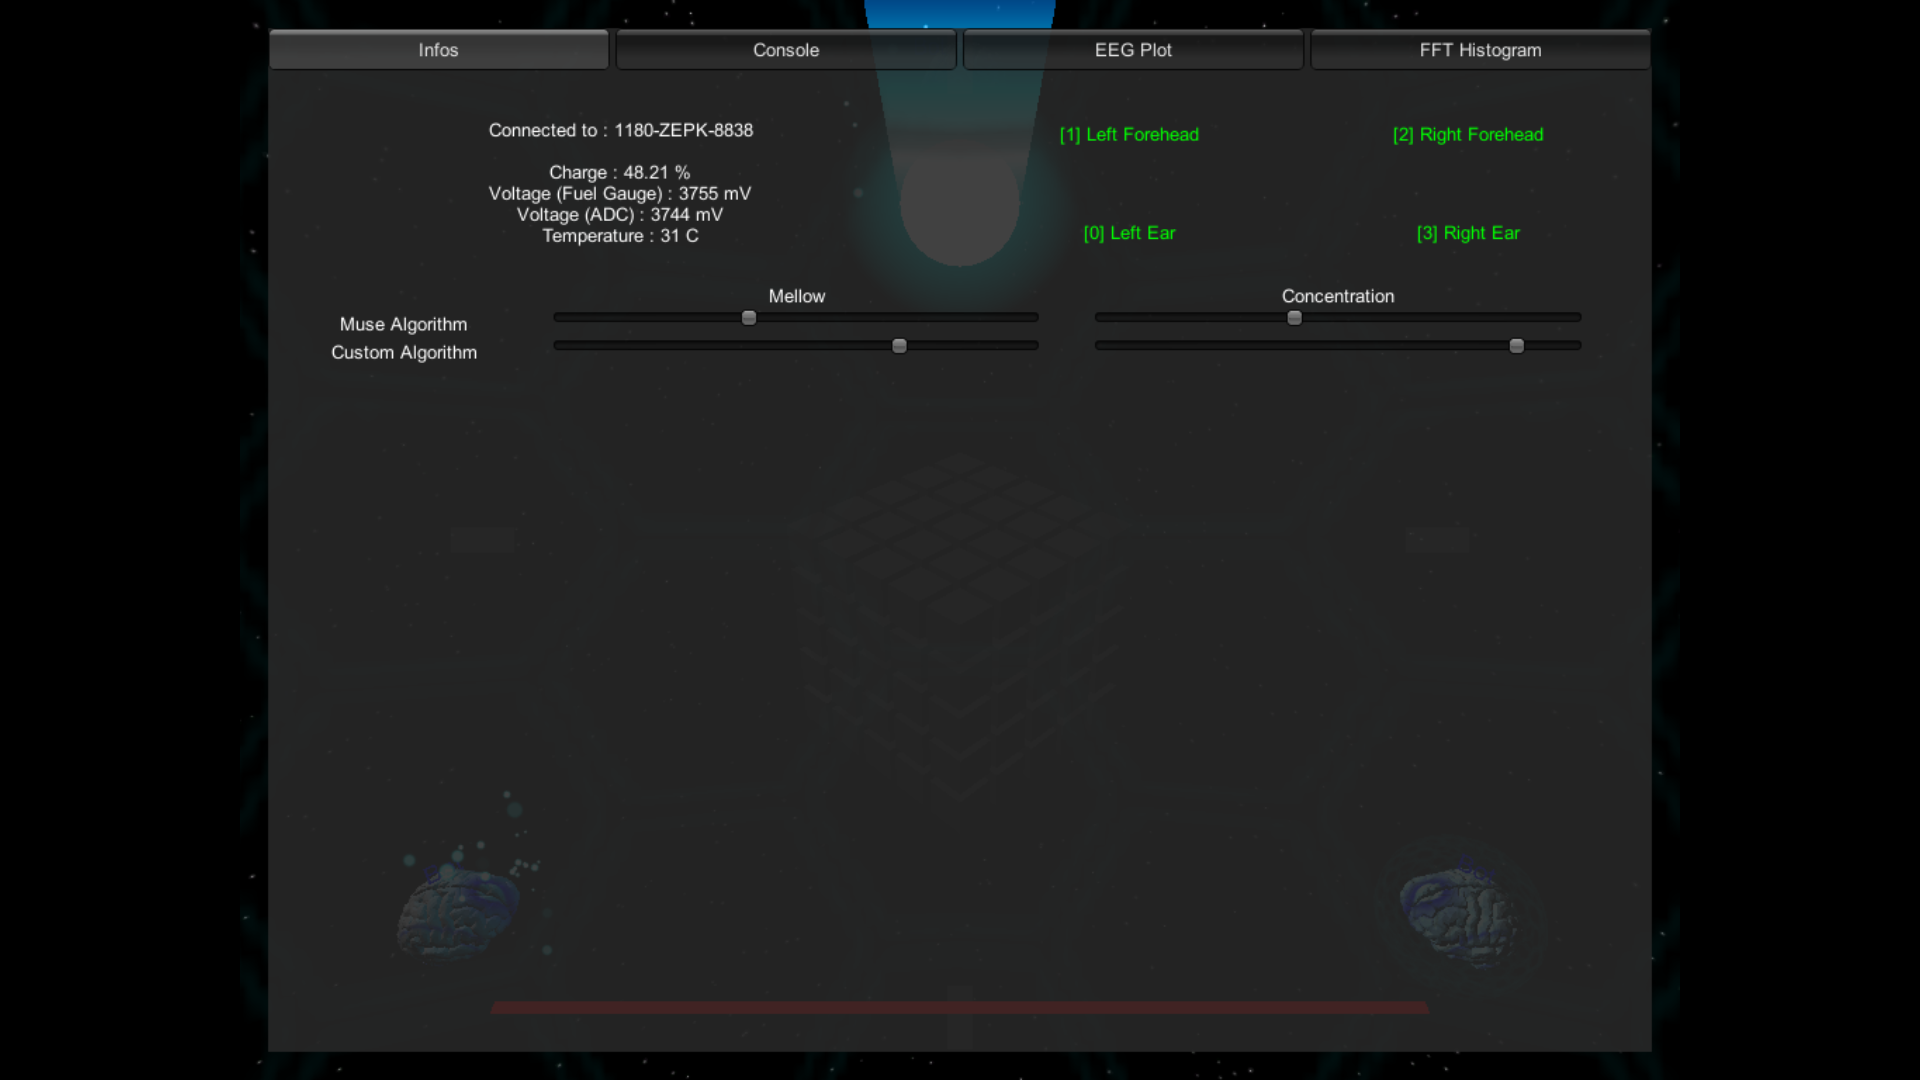 Infos
Console
EEG Plot
FFT Histogram
Connected to : 1180-ZEPK-8838
Charge : 48.21 %
Voltage (Fuel Gauge) : 3755 mV
Voltage (ADC) : 3744 mV
Temperature : 31 C
[1] Left Forehead
[2] Right Forehead
[0] Left Ear
[3] Right Ear
Mellow
Concentration
Muse Algorithm
Custom Algorithm